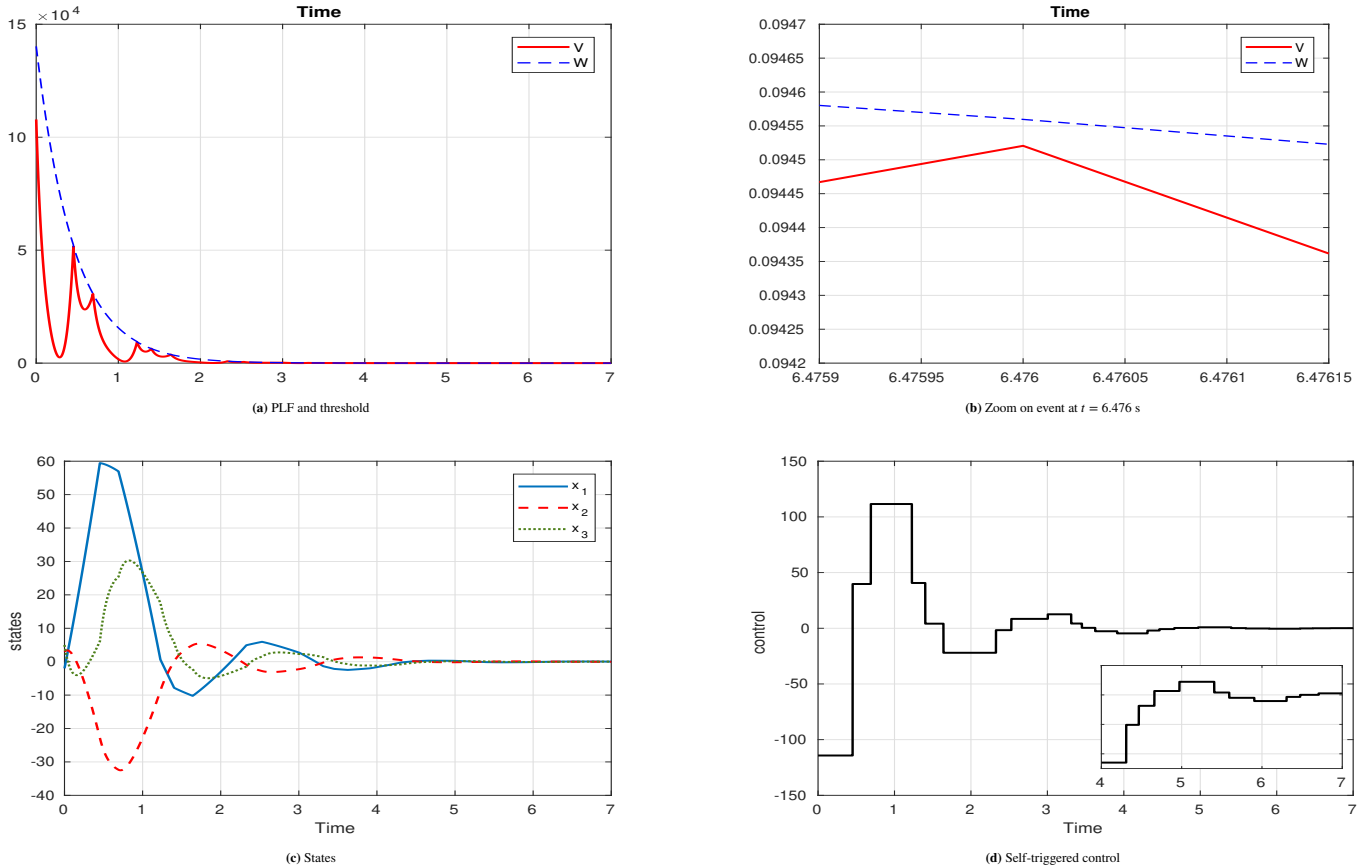 Time
×10⁴
15
10
5
0
0 1 2 3 4 5 6 7
V
W
(a) PLF and threshold
Time
0.0947
0.09465
0.0946
0.09455
0.0945
0.09445
0.0944
0.09435
0.0943
0.09425
0.0942
6.4759 6.47595 6.476 6.47605 6.4761 6.47615
V
W
(b) Zoom on event at t = 6.476 s
60
50
40
30
20
10
0
-10
-20
-30
-40
states
0 1 2 3 4 5 6 7
Time
x_1
x_2
x_3
(c) States
150
100
50
0
-50
-100
-150
control
4 5 6 7
0 1 2 3 4 5 6 7
Time
(d) Self-triggered control